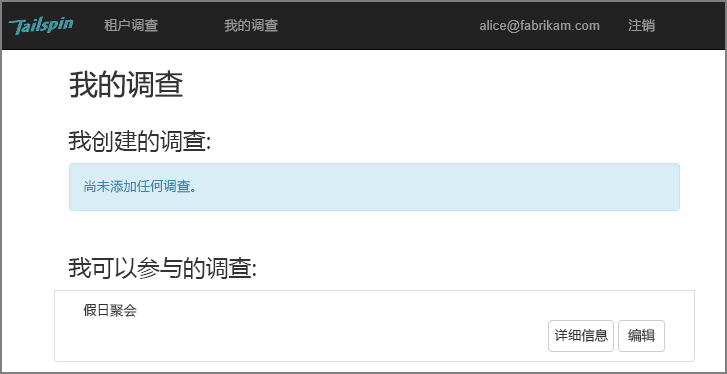 Tailspin 租户调查 我的调查 alice@fabrikam.com 注销
我的调查
我创建的调查:
尚未添加任何调查。
我可以参与的调查:
假日聚会
详细信息 编辑